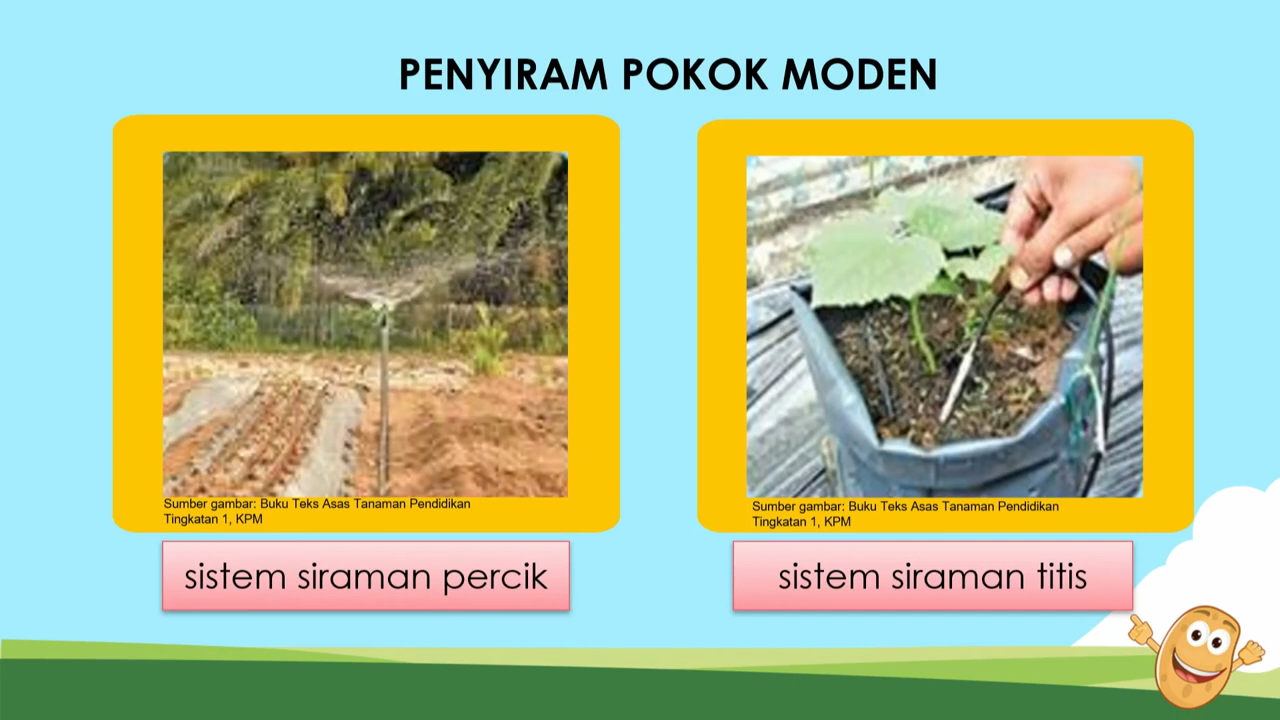 PENYIRAM POKOK MODEN
Sumber gambar: Buku Teks Asas Tanaman Pendidikan
Tingkatan 1, KPM
sistem siraman percik
Sumber gambar: Buku Teks Asas Tanaman Pendidikan
Tingkatan 1, KPM
sistem siraman titis